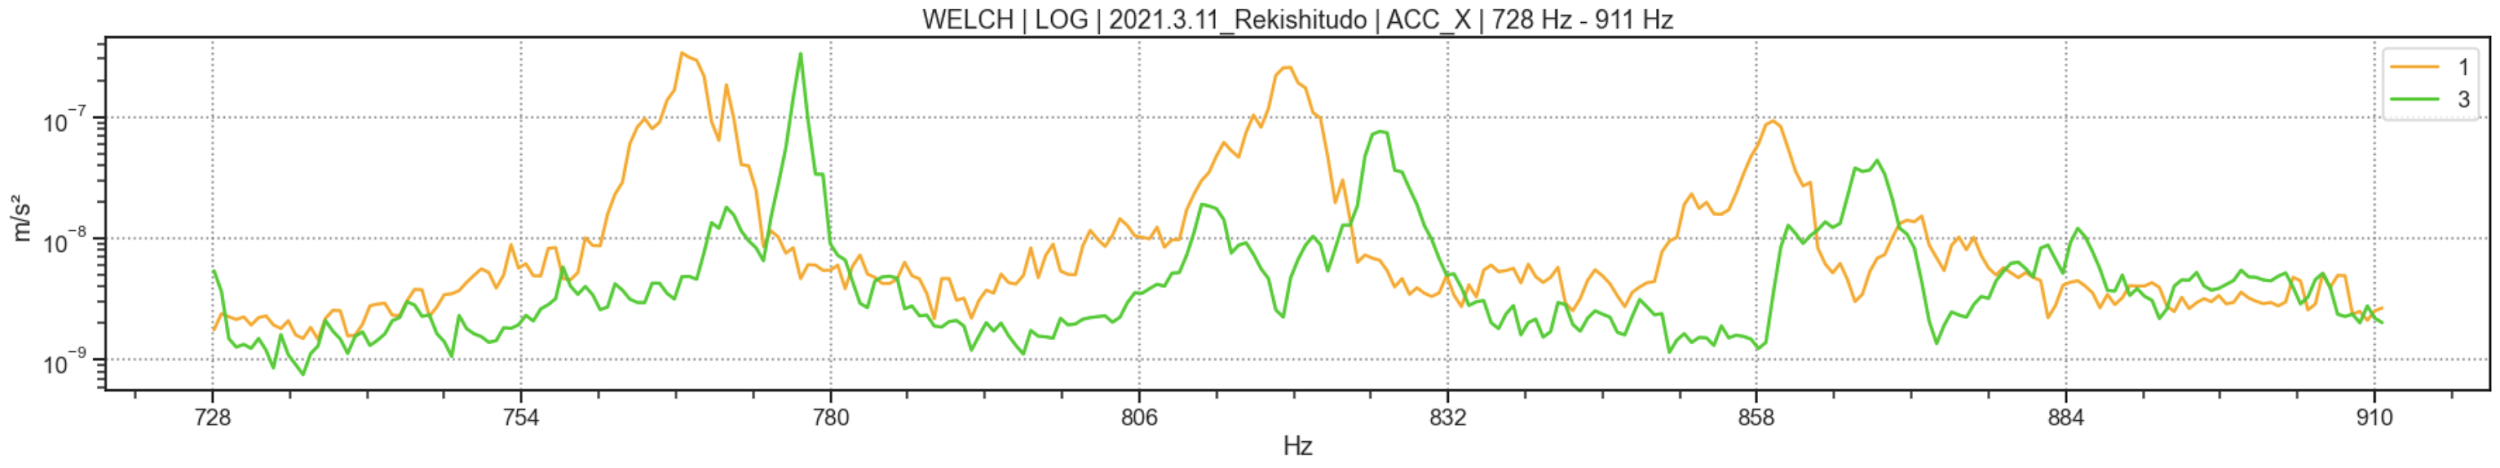 WELCH | LOG | 2021.3.11_Rekishitudo | ACC_X | 728 Hz - 911 Hz
1
3
m/s²
10⁻⁷
10⁻⁸
10⁻⁹
728 754 780 806 832 858 884 910
Hz